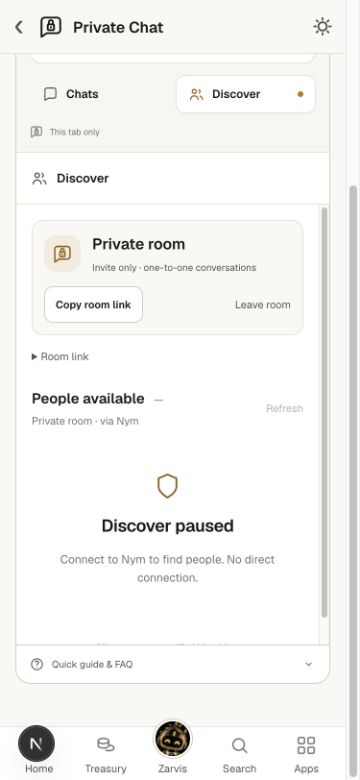 Private Chat
Chats
Discover
This tab only
Discover
Private room
Invite only · one-to-one conversations
Copy room link
Leave room
Room link
People available —
Refresh
Private room · via Nym
Discover paused
Connect to Nym to find people. No direct
connection.
Quick guide & FAQ
N
Home
Treasury
Zarvis
Search
Apps